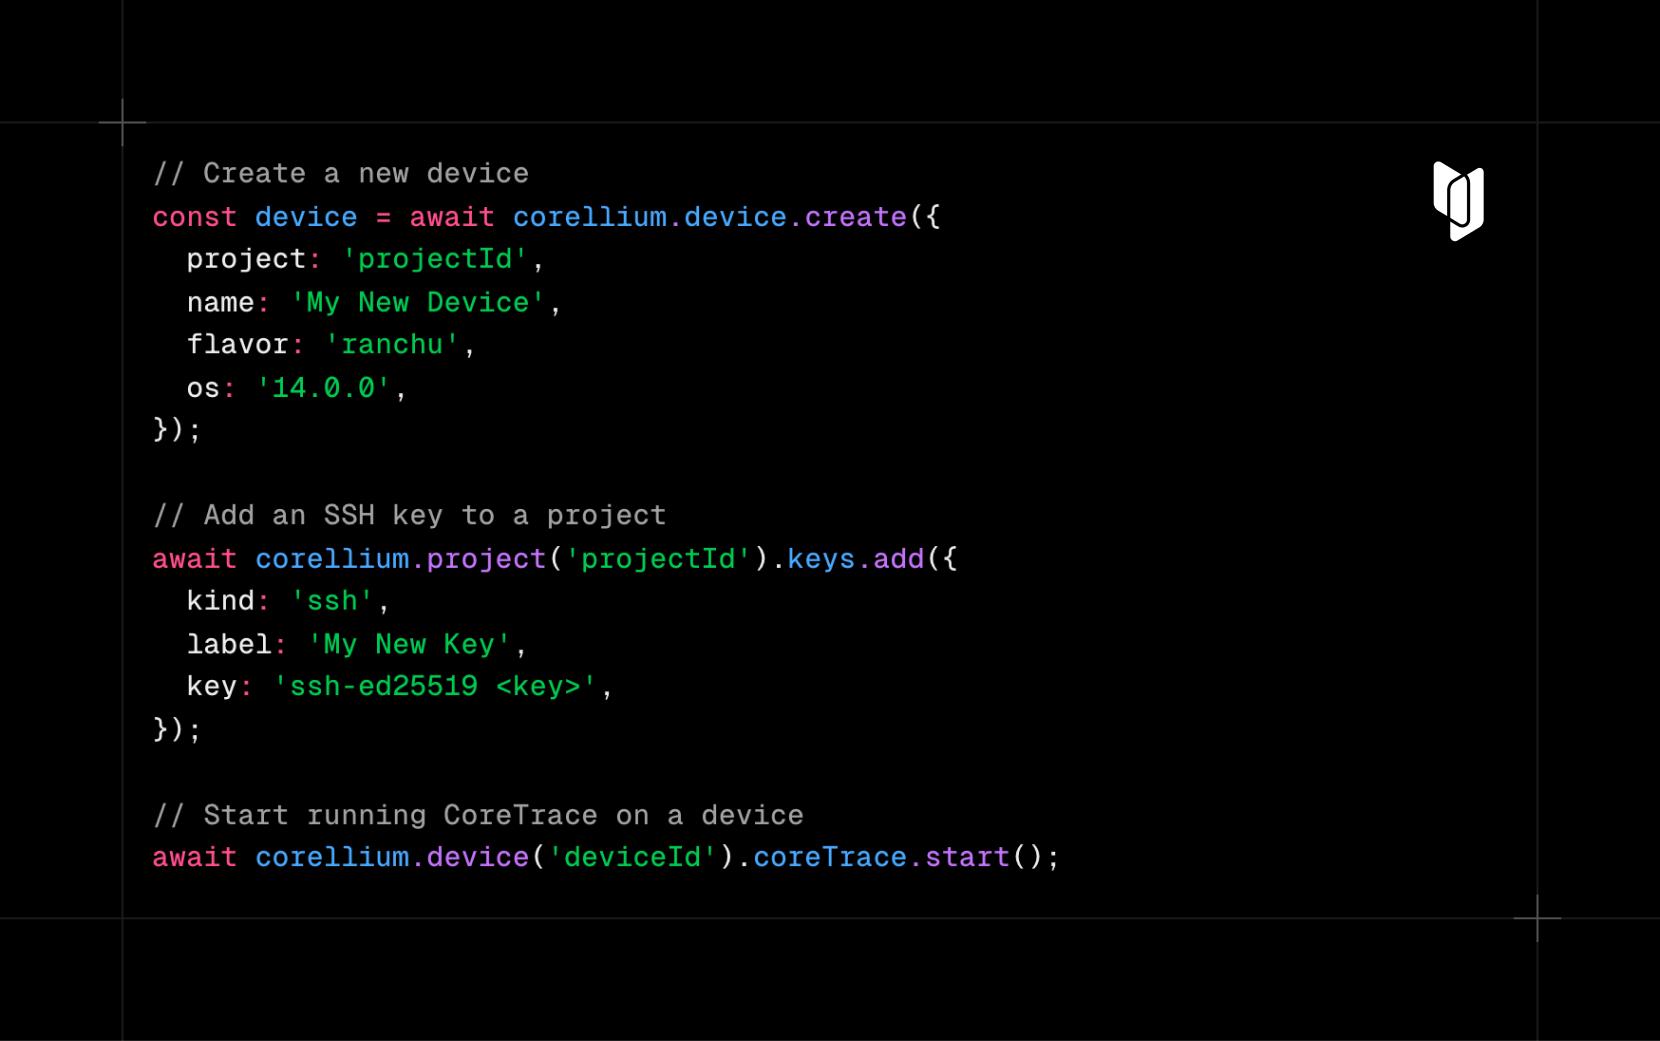 // Create a new device
const device = await corellium.device.create({
  project: 'projectId',
  name: 'My New Device',
  flavor: 'ranchu',
  os: '14.0.0',
});

// Add an SSH key to a project
await corellium.project('projectId').keys.add({
  kind: 'ssh',
  label: 'My New Key',
  key: 'ssh-ed25519 <key>',
});

// Start running CoreTrace on a device
await corellium.device('deviceId').coreTrace.start();